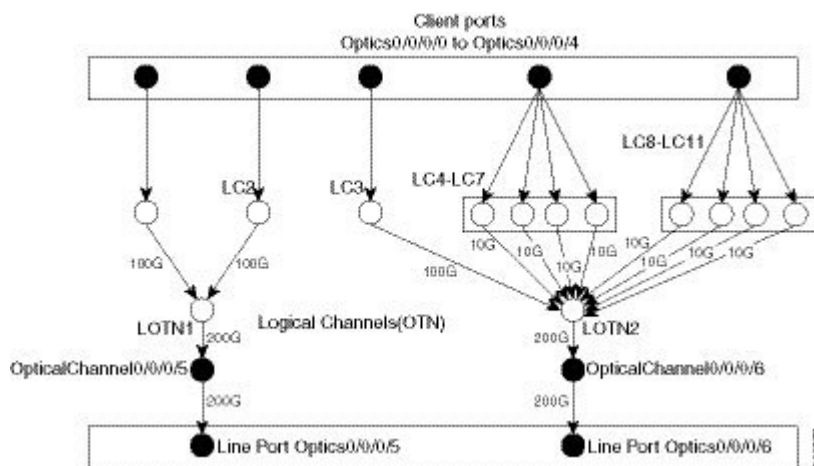 Client ports
Optics0/0/0/0 to Optics0/0/0/4
LC2
LC3
LC4-LC7
LC8-LC11
100G
100G
100G
10G
10G
10G
10G
10G
10G
10G
10G
LOTN1
Logical Channels(OTN)
LOTN2
200G
200G
OpticalChannel0/0/0/5
OpticalChannel0/0/0/6
200G
200G
Line Port Optics0/0/0/5
Line Port Optics0/0/0/6